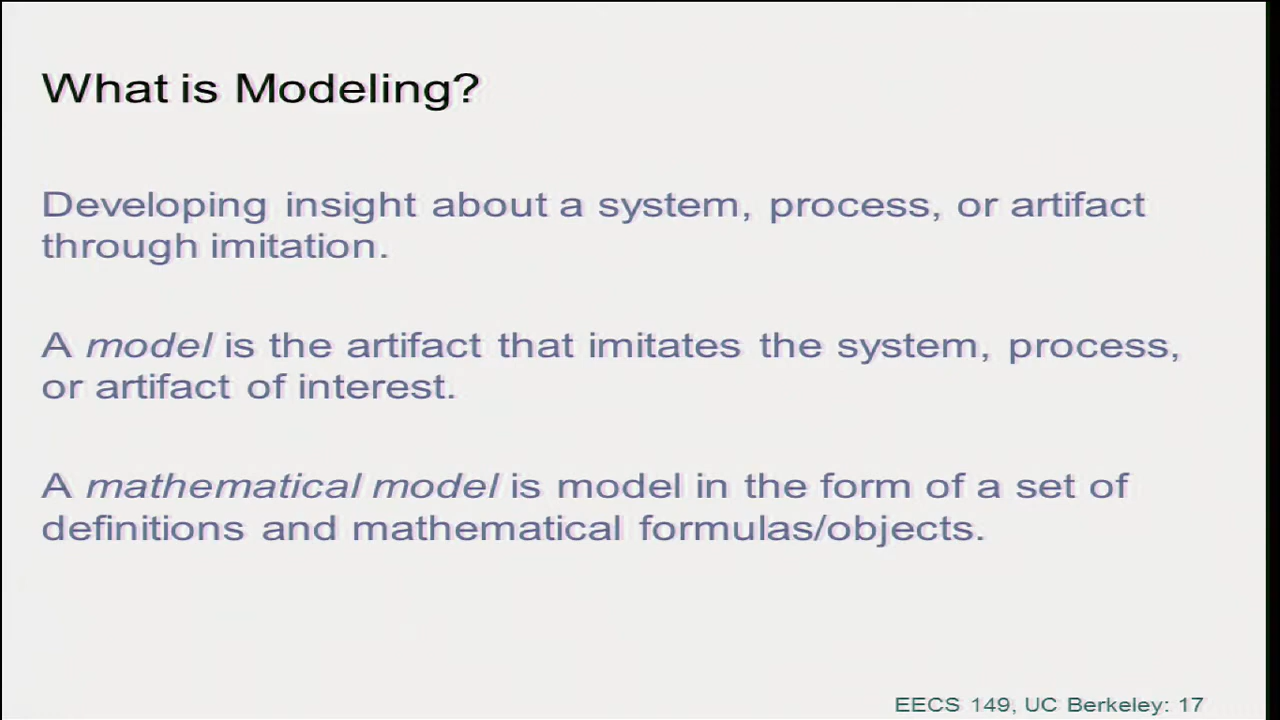 What is Modeling?
Developing insight about a system, process, or artifact
through imitation.
A model is the artifact that imitates the system, process,
or artifact of interest.
A mathematical model is model in the form of a set of
definitions and mathematical formulas/objects.
EECS 149, UC Berkeley: 17